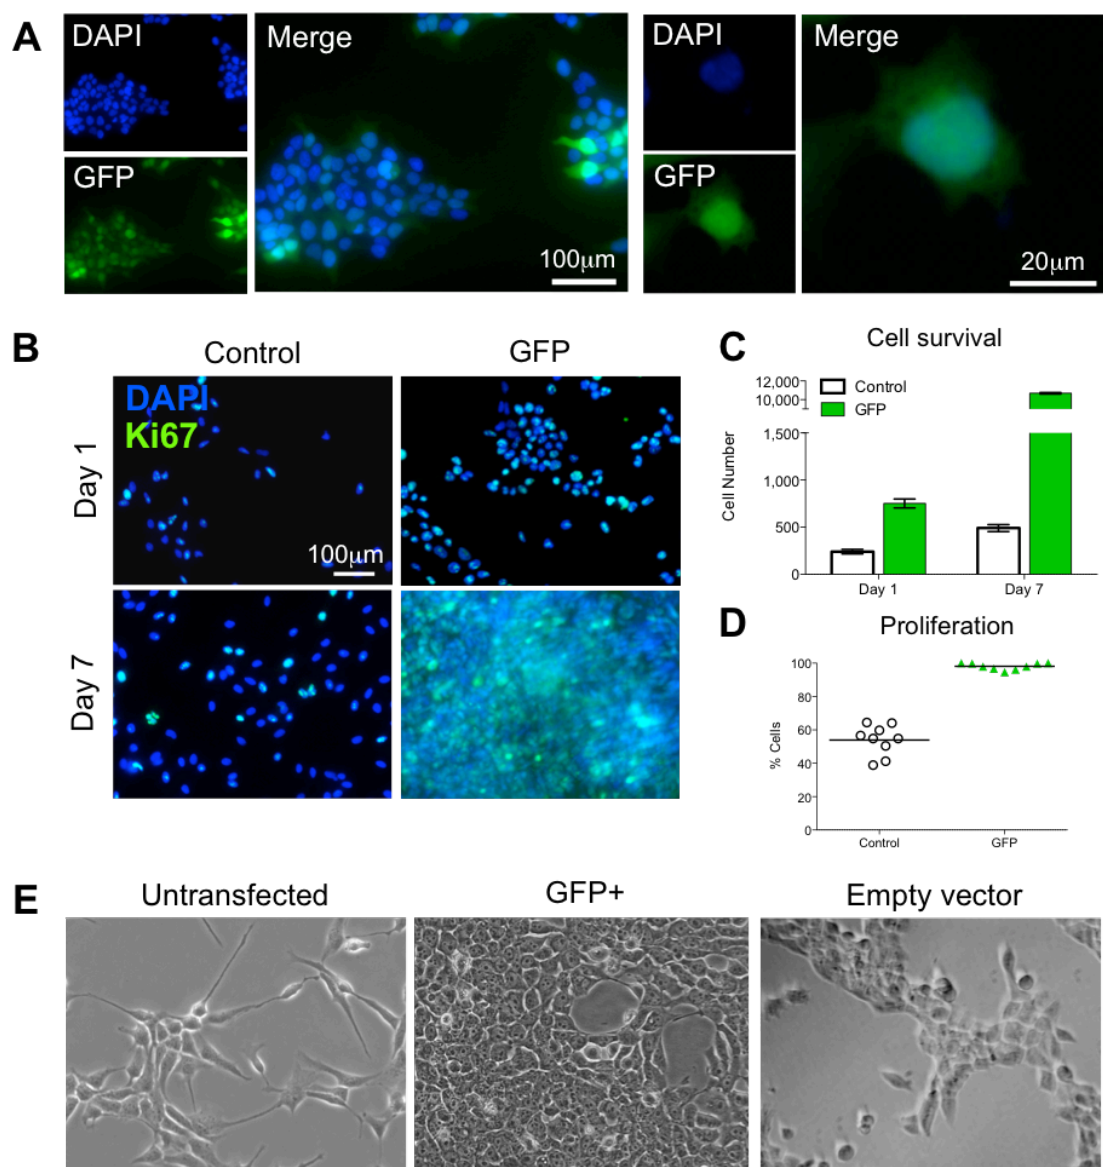 A
DAPI
Merge
GFP
100μm
DAPI
Merge
GFP
20μm
B
Control
GFP
Day 1
DAPI
Ki67
100μm
Day 7
C
Cell survival
Control
GFP
Cell Number
12,000
10,000
1,500
1,000
500
0
Day 1
Day 7
D
Proliferation
% Cells
100
80
60
40
20
0
Control
GFP
E
Untransfected
GFP+
Empty vector